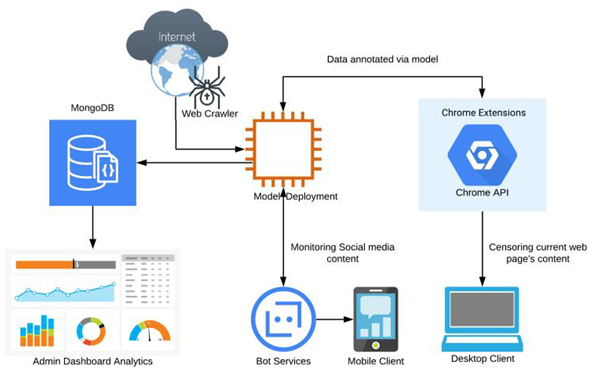 Internet
Data annotated via model
MongoDB
Web Crawler
Chrome Extensions
Chrome API
Model Deployment
Monitoring Social media
content
Censoring current web
page's content
Admin Dashboard Analytics
Bot Services
Mobile Client
Desktop Client